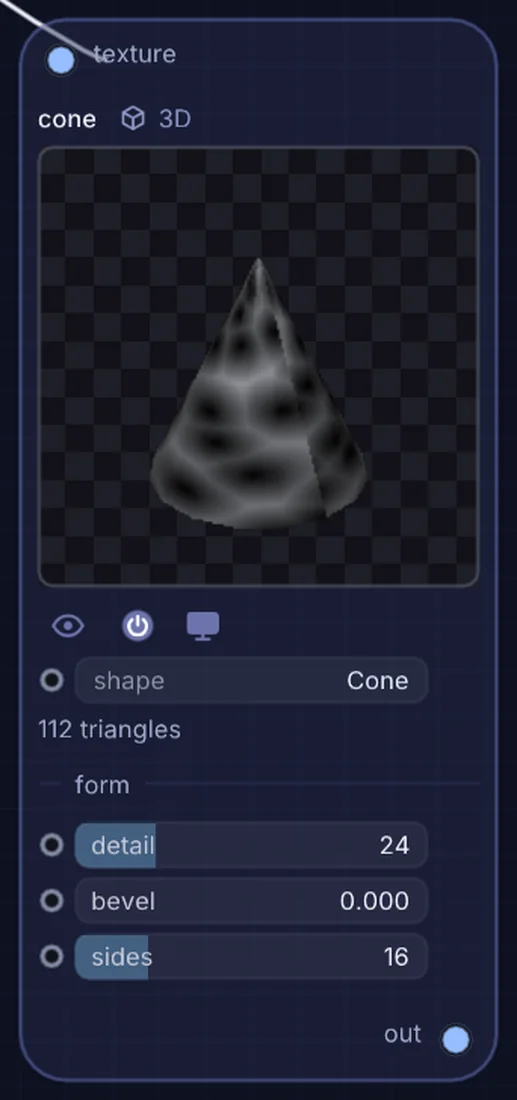 texture
cone 3D
shape Cone
112 triangles
form
detail 24
bevel 0.000
sides 16
out